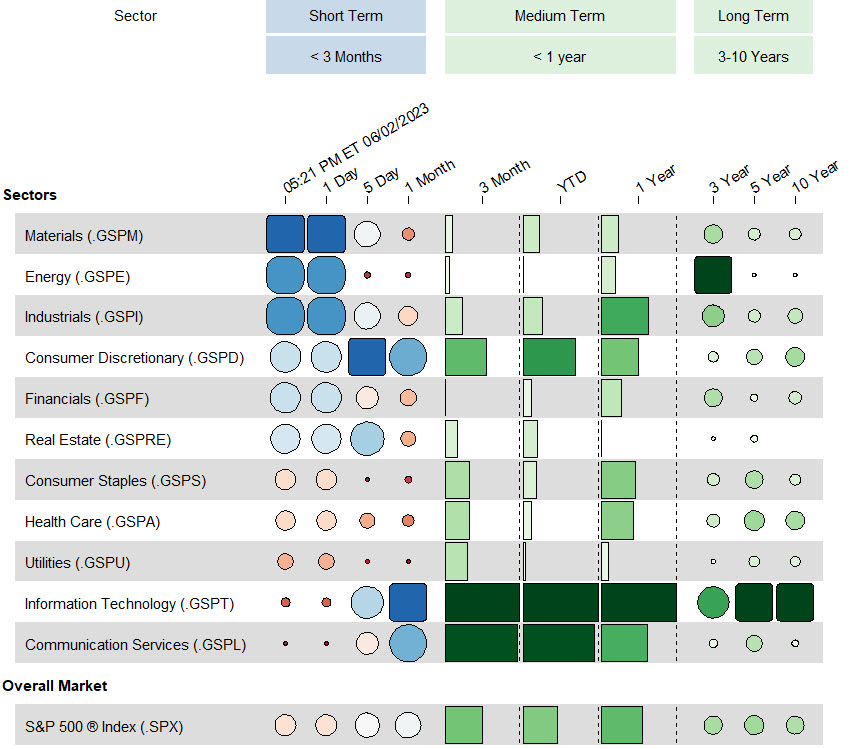 Sector Short Term Medium Term Long Term
< 3 Months < 1 year 3-10 Years
05:21 PM ET 06/02/2023 1 Day 5 Day 1 Month 3 Month YTD 1 Year 3 Year 5 Year 10 Year
Sectors
Materials (.GSPM)
Energy (.GSPE)
Industrials (.GSPI)
Consumer Discretionary (.GSPD)
Financials (.GSPF)
Real Estate (.GSPRE)
Consumer Staples (.GSPS)
Health Care (.GSPA)
Utilities (.GSPU)
Information Technology (.GSPT)
Communication Services (.GSPL)
Overall Market
S&P 500 ® Index (.SPX)